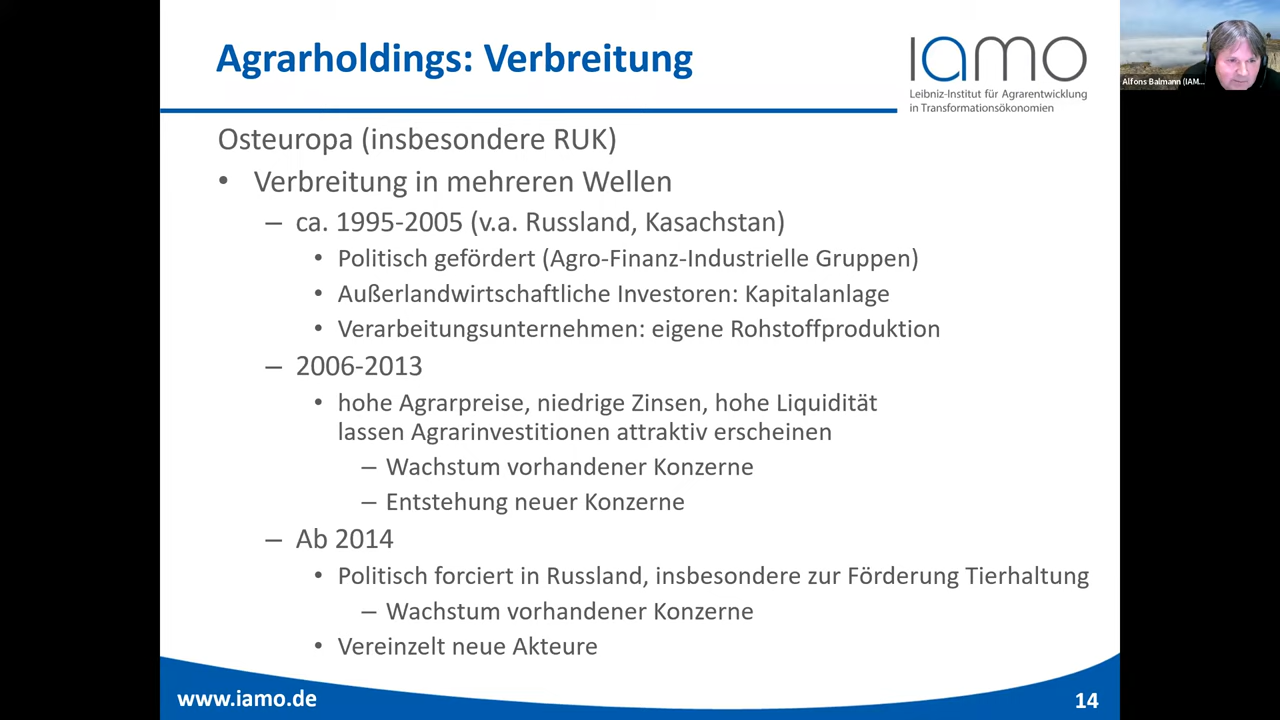 Agrarholdings: Verbreitung
IAMO
Leibniz-Institut für Agrarentwicklung
in Transformationsökonomien
Alfons Balmann (IAM...
Osteuropa (insbesondere RUK)
• Verbreitung in mehreren Wellen
– ca. 1995-2005 (v.a. Russland, Kasachstan)
• Politisch gefördert (Agro-Finanz-Industrielle Gruppen)
• Außerlandwirtschaftliche Investoren: Kapitalanlage
• Verarbeitungsunternehmen: eigene Rohstoffproduktion
– 2006-2013
• hohe Agrarpreise, niedrige Zinsen, hohe Liquidität
lassen Agrarinvestitionen attraktiv erscheinen
– Wachstum vorhandener Konzerne
– Entstehung neuer Konzerne
– Ab 2014
• Politisch forciert in Russland, insbesondere zur Förderung Tierhaltung
– Wachstum vorhandener Konzerne
• Vereinzelt neue Akteure
www.iamo.de
14